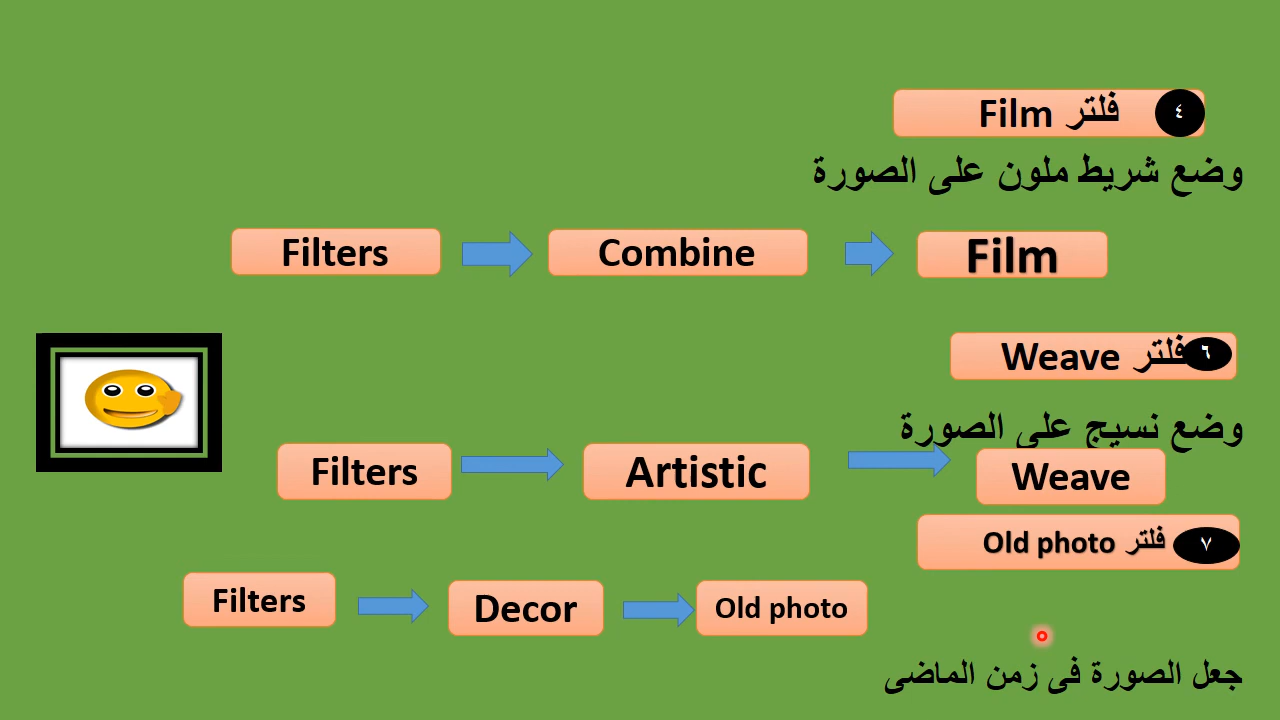 ٤ فلتر Film
وضع شريط ملون على الصورة
Filters Combine Film
٦ فلتر Weave
وضع نسيج على الصورة
Filters Artistic Weave
٧ فلتر Old photo
Filters Decor Old photo
جعل الصورة فى زمن الماضى